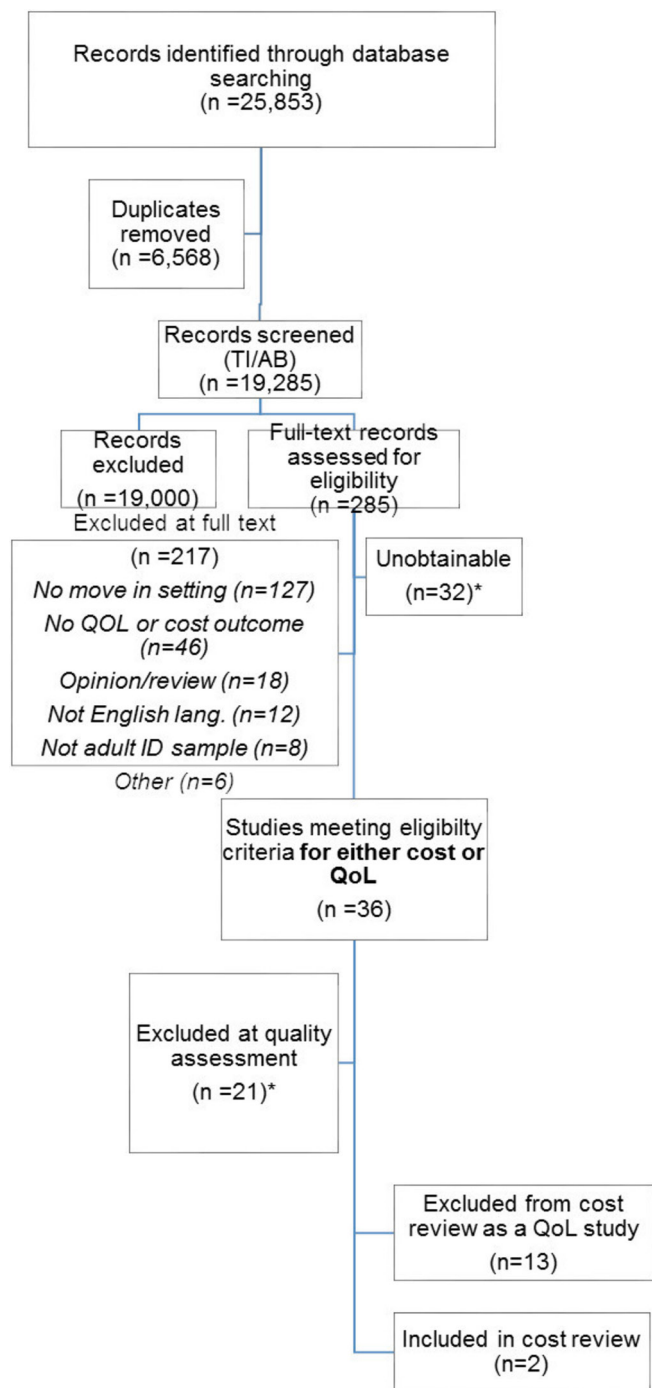 Records identified through database
searching
(n =25,853)
Duplicates
removed
(n =6,568)
Records screened
(TI/AB)
(n =19,285)
Records
excluded
(n =19,000)
Full-text records
assessed for
eligibility
(n =285)
Excluded at full text
(n =217)
No move in setting (n=127)
No QOL or cost outcome
(n=46)
Opinion/review (n=18)
Not English lang. (n=12)
Not adult ID sample (n=8)
Other (n=6)
Unobtainable
(n=32)*
Studies meeting eligibilty
criteria for either cost or
QoL
(n =36)
Excluded at quality
assessment
(n =21)*
Excluded from cost
review as a QoL study
(n=13)
Included in cost review
(n=2)